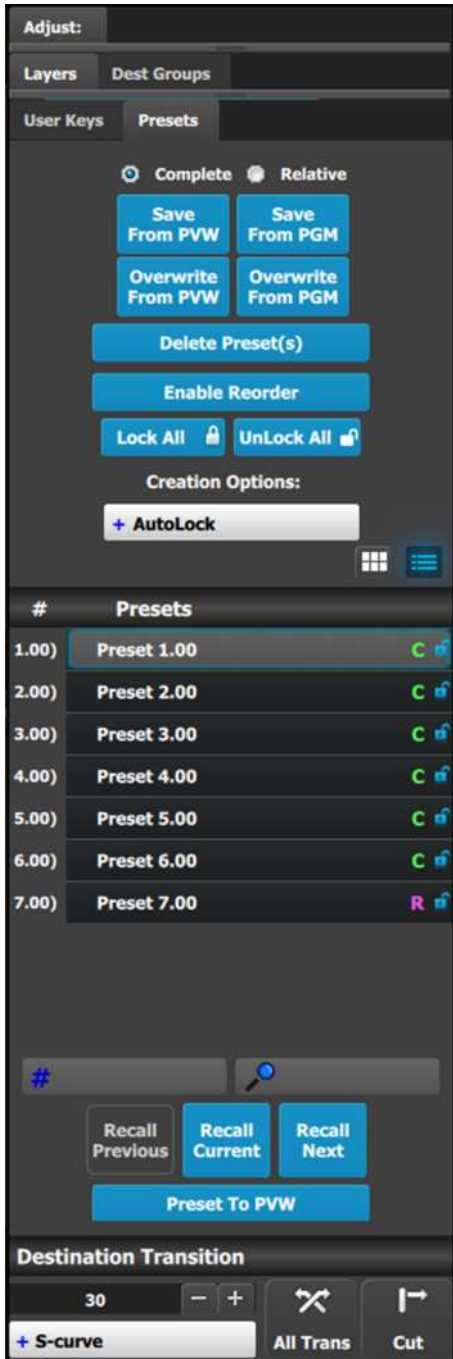 Adjust:
Layers Dest Groups
User Keys Presets
Complete Relative
Save From PVW
Save From PGM
Overwrite From PVW
Overwrite From PGM
Delete Preset(s)
Enable Reorder
Lock All UnLock All
Creation Options:
+ AutoLock
# Presets
1.00) Preset 1.00 C
2.00) Preset 2.00 C
3.00) Preset 3.00 C
4.00) Preset 4.00 C
5.00) Preset 5.00 C
6.00) Preset 6.00 C
7.00) Preset 7.00 R
#
Recall Previous
Recall Current
Recall Next
Preset To PVW
Destination Transition
30 − +
+ S-curve
All Trans
Cut